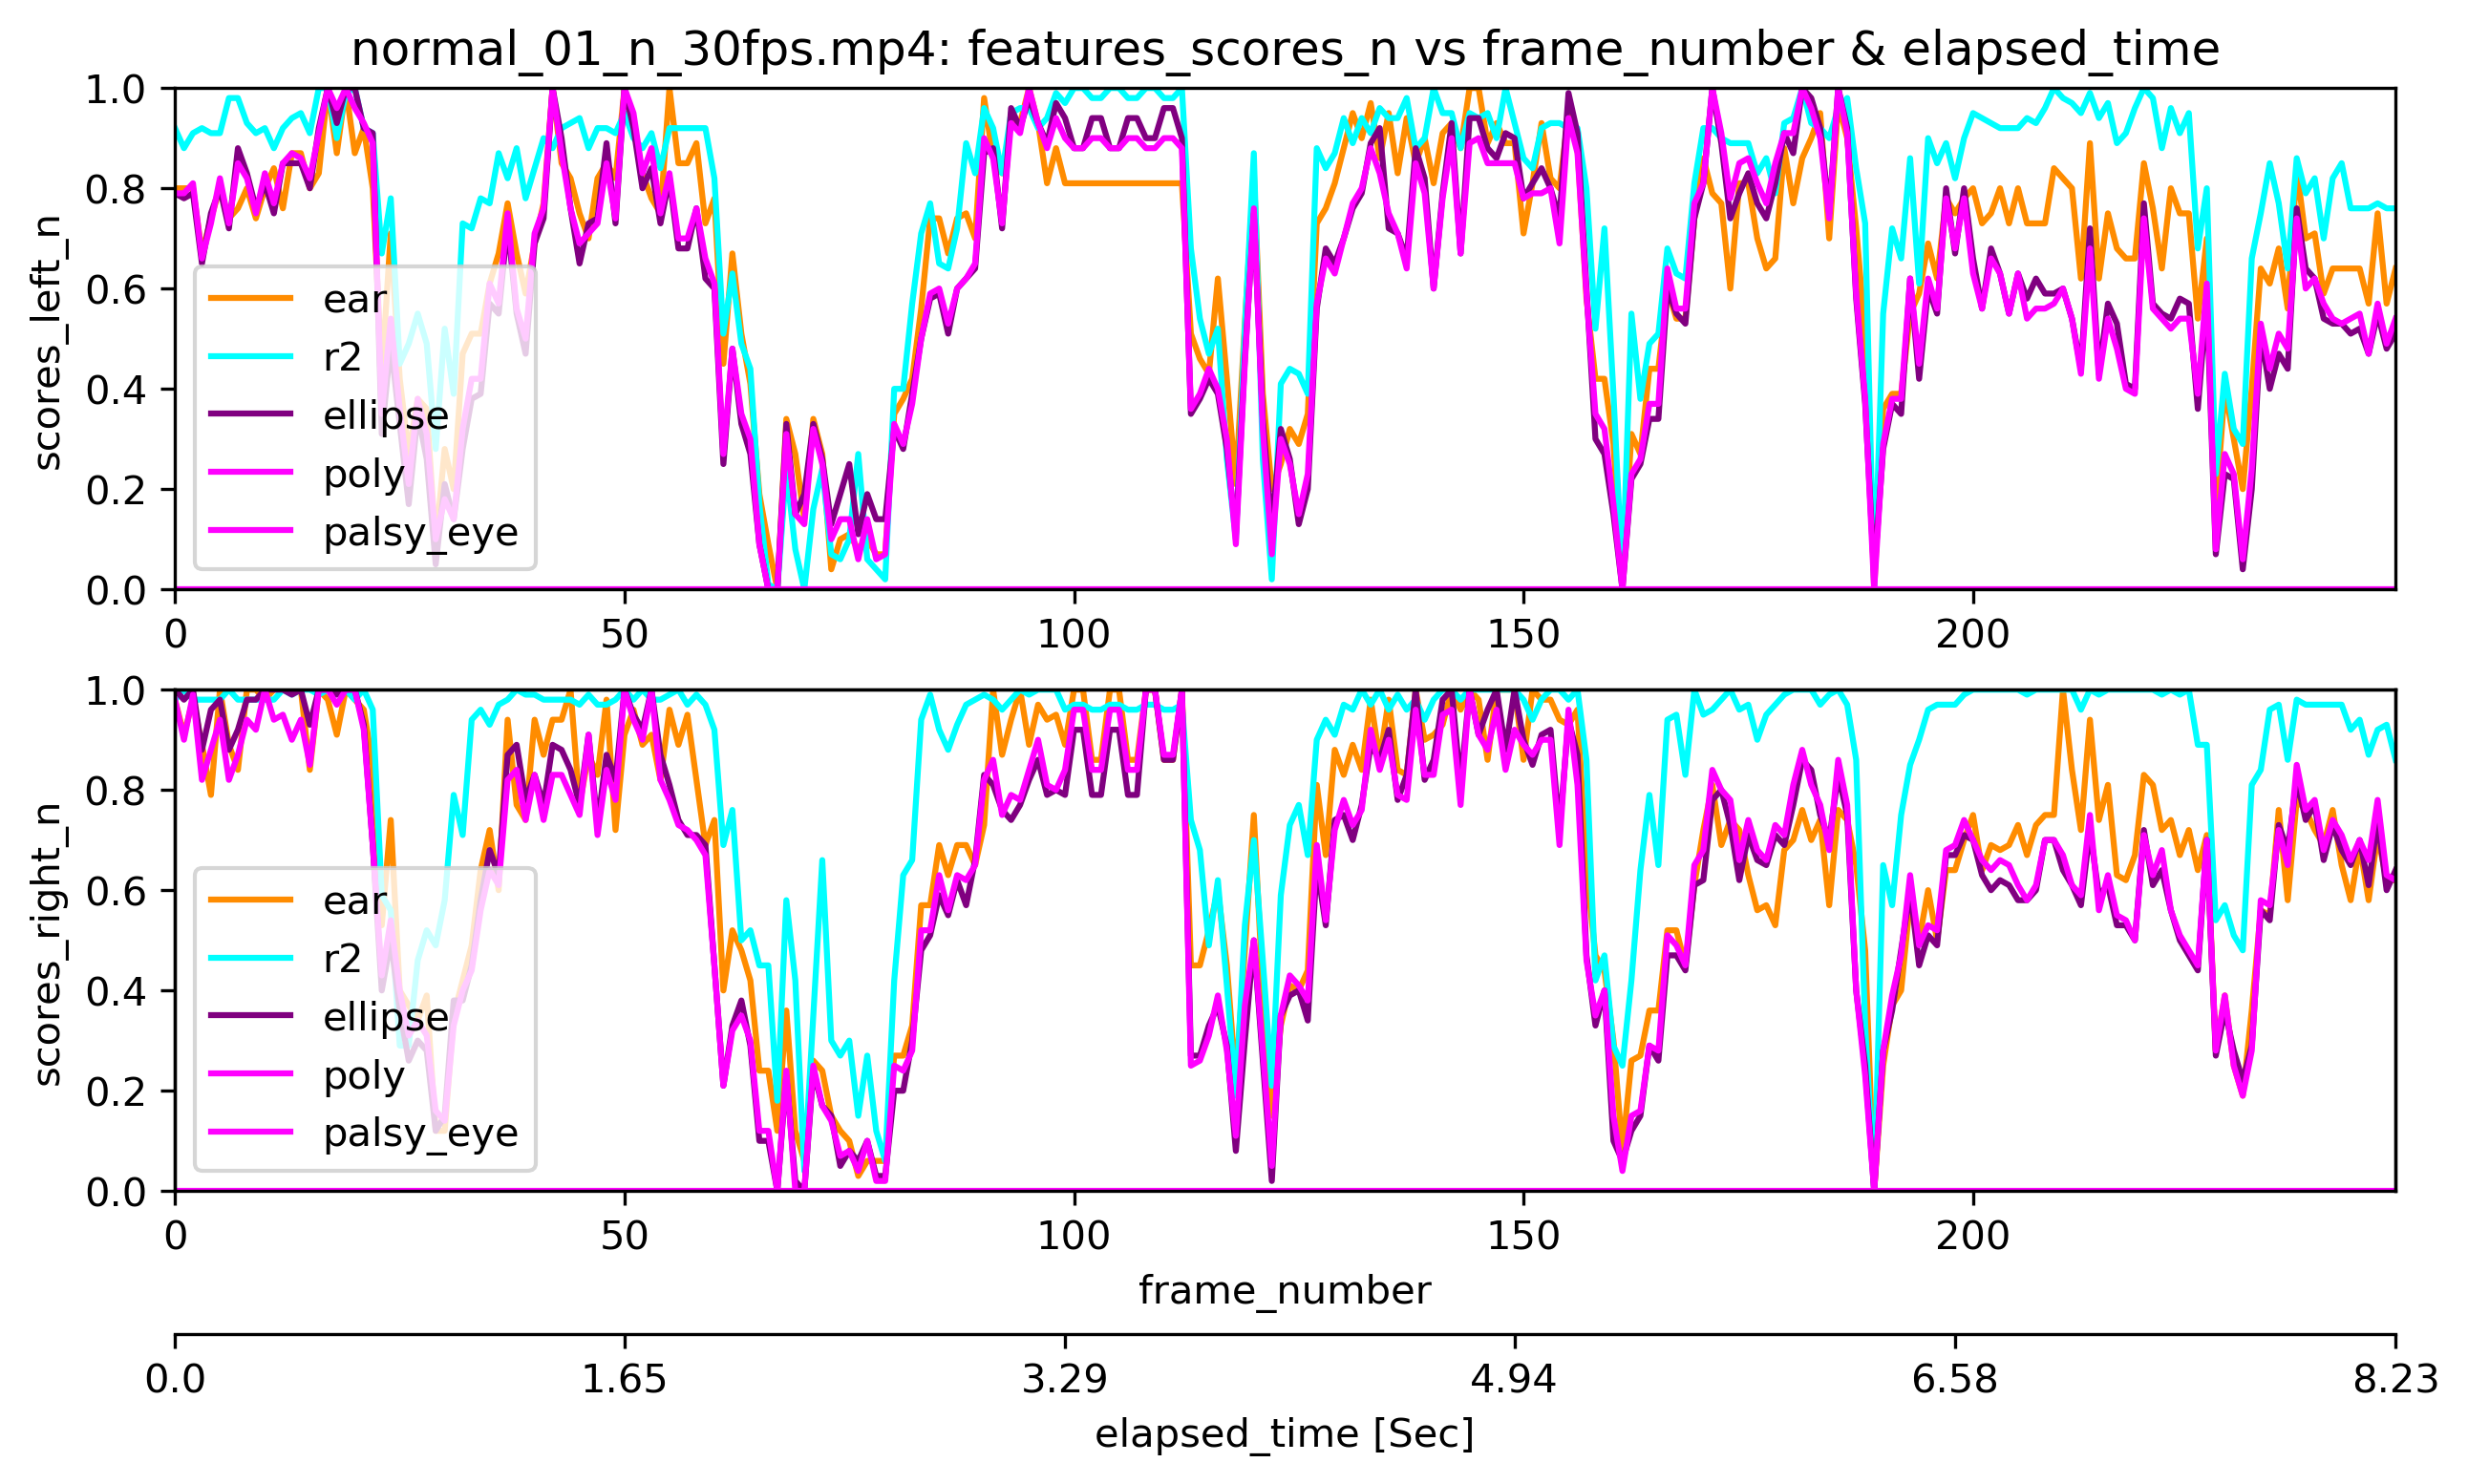 normal_01_n_30fps.mp4: features_scores_n vs frame_number & elapsed_time
scores_left_n
1.0
0.8
0.6
0.4
0.2
0.0
ear
r2
ellipse
poly
palsy_eye
0 50 100 150 200
scores_right_n
1.0
0.8
0.6
0.4
0.2
0.0
ear
r2
ellipse
poly
palsy_eye
0 50 100 150 200
frame_number
0.0 1.65 3.29 4.94 6.58 8.23
elapsed_time [Sec]